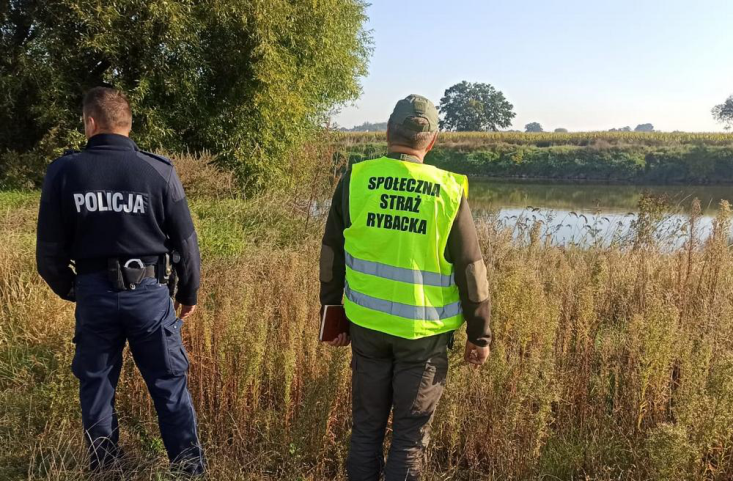 POLICJA
SPOŁECZNA
STRAŻ
RYBACKA